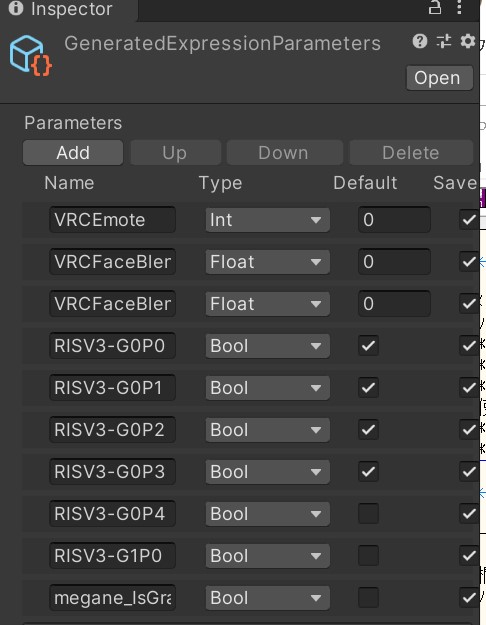 Inspector
GeneratedExpressionParameters
Open
Parameters
Add Up Down Delete
Name Type Default Save
VRCEmote Int 0
VRCFaceBler Float 0
VRCFaceBler Float 0
RISV3-G0P0 Bool
RISV3-G0P1 Bool
RISV3-G0P2 Bool
RISV3-G0P3 Bool
RISV3-G0P4 Bool
RISV3-G1P0 Bool
megane_IsGra Bool